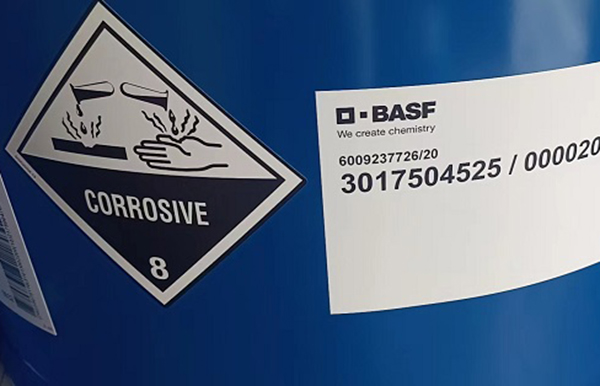 CORROSIVE
8
BASF
We create chemistry
6009237726/20
3017504525 / 000020